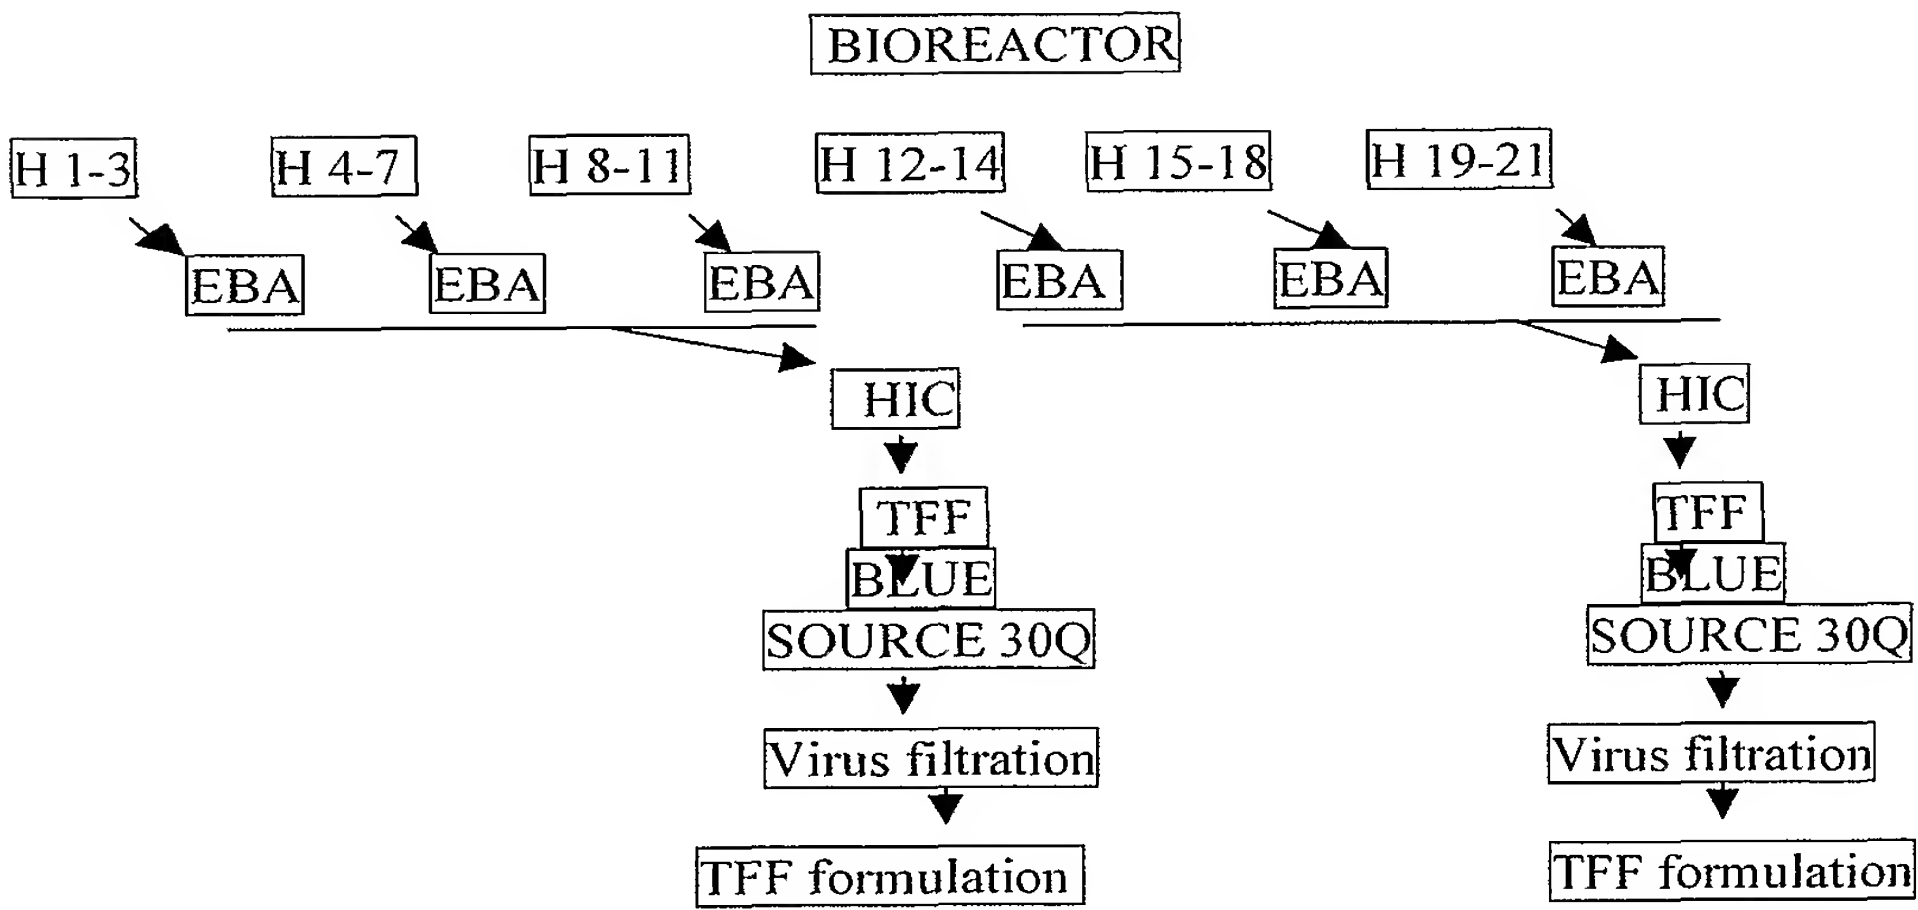 BIOREACTOR
H 1-3 H 4-7 H 8-11 H 12-14 H 15-18 H 19-21
EBA EBA EBA EBA EBA EBA
HIC HIC
TFF TFF
BLUE BLUE
SOURCE 30Q SOURCE 30Q
Virus filtration Virus filtration
TFF formulation TFF formulation